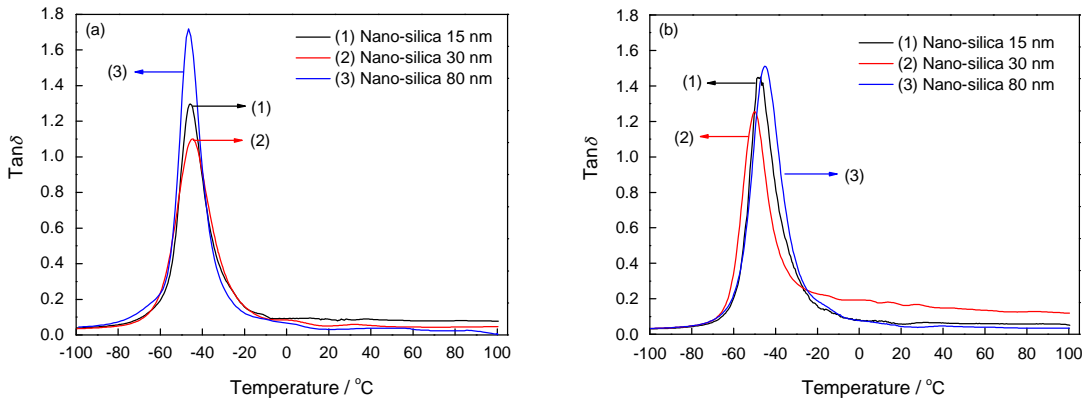 (a)
(1) Nano-silica 15 nm
(2) Nano-silica 30 nm
(3) Nano-silica 80 nm
(3)
(1)
(2)
1.8
1.6
1.4
1.2
1.0
0.8
0.6
0.4
0.2
0.0
Tanδ
-100 -80 -60 -40 -20 0 20 40 60 80 100
Temperature / °C
(b)
(1) Nano-silica 15 nm
(2) Nano-silica 30 nm
(3) Nano-silica 80 nm
(1)
(2)
(3)
1.8
1.6
1.4
1.2
1.0
0.8
0.6
0.4
0.2
0.0
Tanδ
-100 -80 -60 -40 -20 0 20 40 60 80 100
Temperature / °C